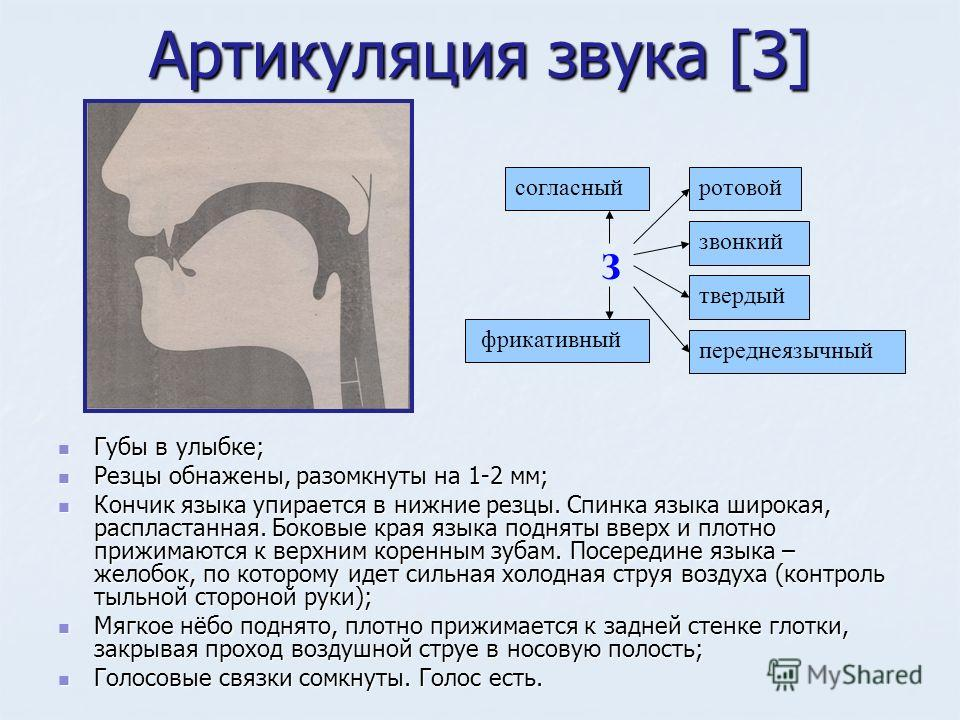 Артикуляция звука [З]
согласный
ротовой
звонкий
З
твердый
фрикативный
переднеязычный
Губы в улыбке;
Резцы обнажены, разомкнуты на 1-2 мм;
Кончик языка упирается в нижние резцы. Спинка языка широкая,
распластанная. Боковые края языка подняты вверх и плотно
прижимаются к верхним коренным зубам. Посередине языка –
желобок, по которому идет сильная холодная струя воздуха (контроль
тыльной стороной руки);
Мягкое нёбо поднято, плотно прижимается к задней стенке глотки,
закрывая проход воздушной струе в носовую полость;
Голосовые связки сомкнуты. Голос есть.
MyShared